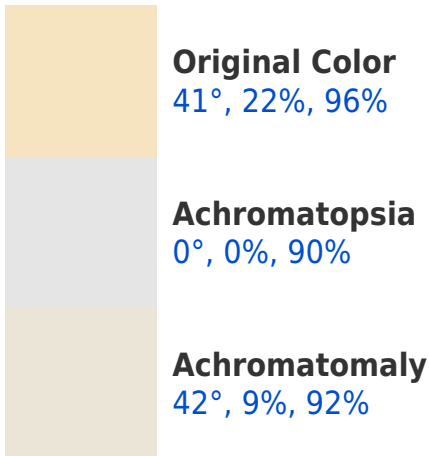 Original Color
41°, 22%, 96%
Achromatopsia
0°, 0%, 90%
Achromatomaly
42°, 9%, 92%